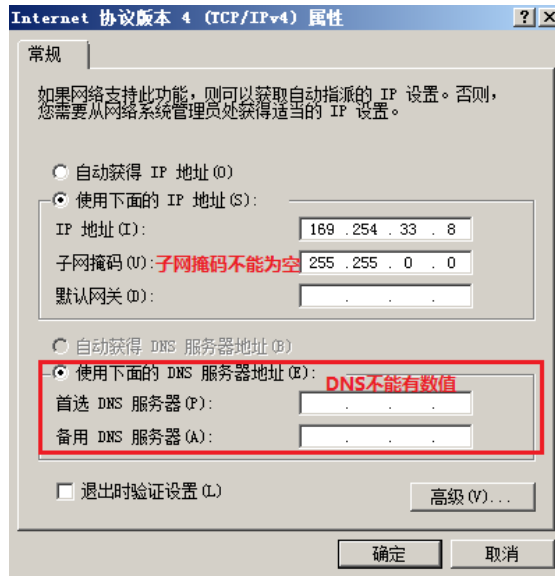 Internet 协议版本 4 (TCP/IPv4) 属性
常规
如果网络支持此功能，则可以获取自动指派的 IP 设置。否则，
您需要从网络系统管理员处获得适当的 IP 设置。
自动获得 IP 地址(O)
使用下面的 IP 地址(S):
IP 地址(I): 169 .254 . 33 . 8
子网掩码(U):子网掩码不能为空 255 .255 . 0 . 0
默认网关(D): . . .
自动获得 DNS 服务器地址(B)
使用下面的 DNS 服务器地址(E): DNS不能有数值
首选 DNS 服务器(P): . . .
备用 DNS 服务器(A): . . .
退出时验证设置(L)
高级(V)...
确定 取消